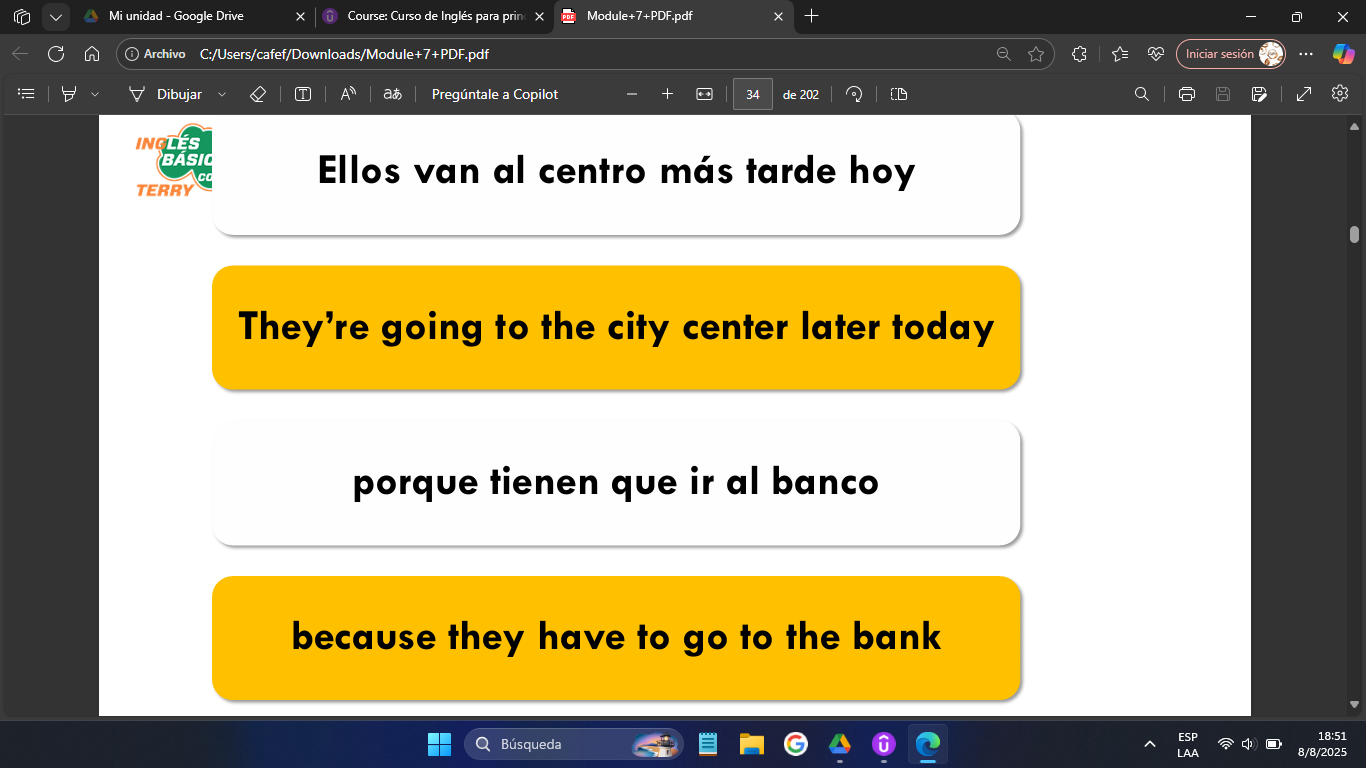 Mi unidad - Google Drive
Course: Curso de Inglés para prin
Module+7+PDF.pdf
Archivo
C:/Users/cafef/Downloads/Module+7+PDF.pdf
Iniciar sesión
Dibujar
Pregúntale a Copilot
34
de 202
INGLÉS
BÁSIC
CO
TERRY
Ellos van al centro más tarde hoy
They’re going to the city center later today
porque tienen que ir al banco
because they have to go to the bank
Búsqueda
ESP
LAA
18:51
8/8/2025